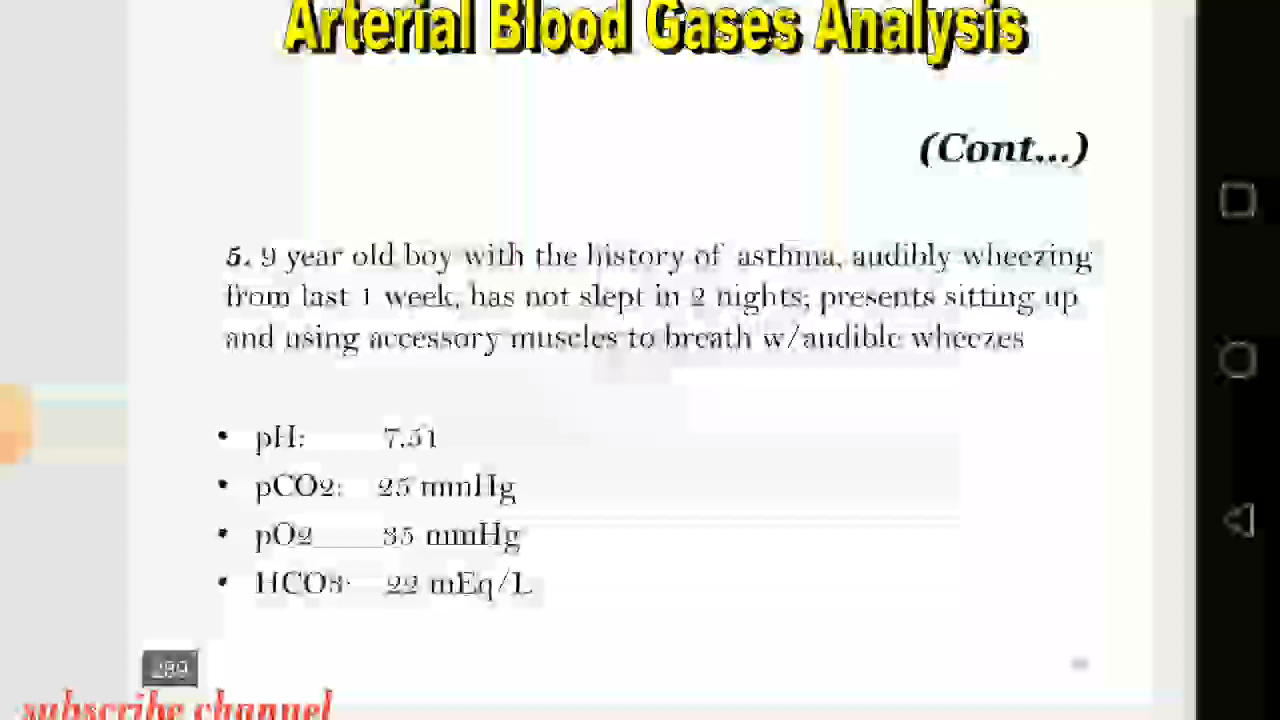 Arterial Blood Gases Analysis
(Cont...)
5. 9 year old boy with the history of asthma, audibly wheezing
from last 1 week, has not slept in 2 nights; presents sitting up
and using accessory muscles to breath w/audible wheezes
• pH: 7.51
• pCO2: 25 mmHg
• pO2 35 mmHg
• HCO3: 22 mEq/L
289
subscribe channel